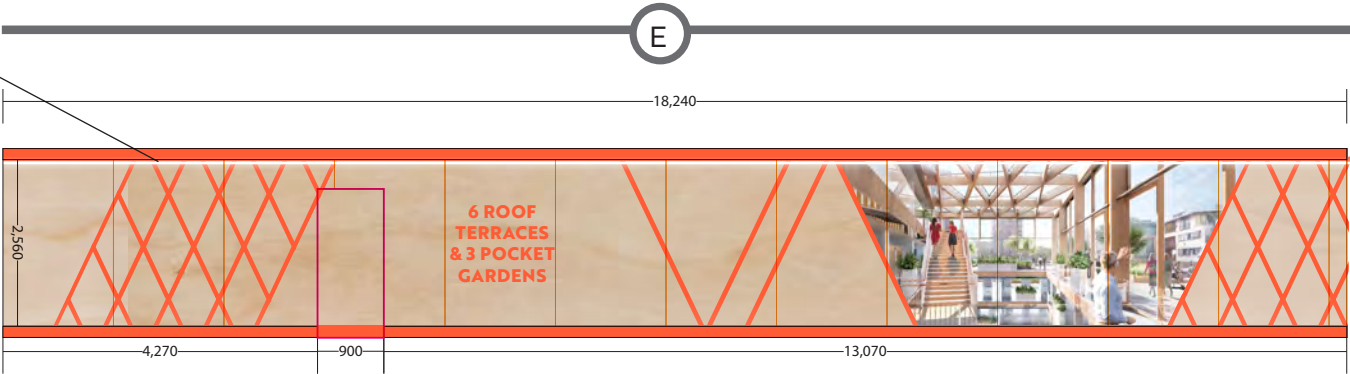 E
18,240
2,560
6 ROOF
TERRACES
& 3 POCKET
GARDENS
4,270
900
13,070